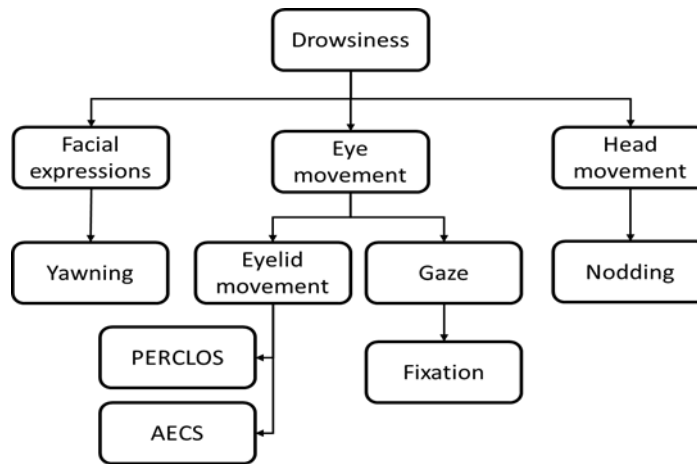 Drowsiness
Facial
expressions
Eye
movement
Head
movement
Yawning
Eyelid
movement
Gaze
Nodding
PERCLOS
Fixation
AECS